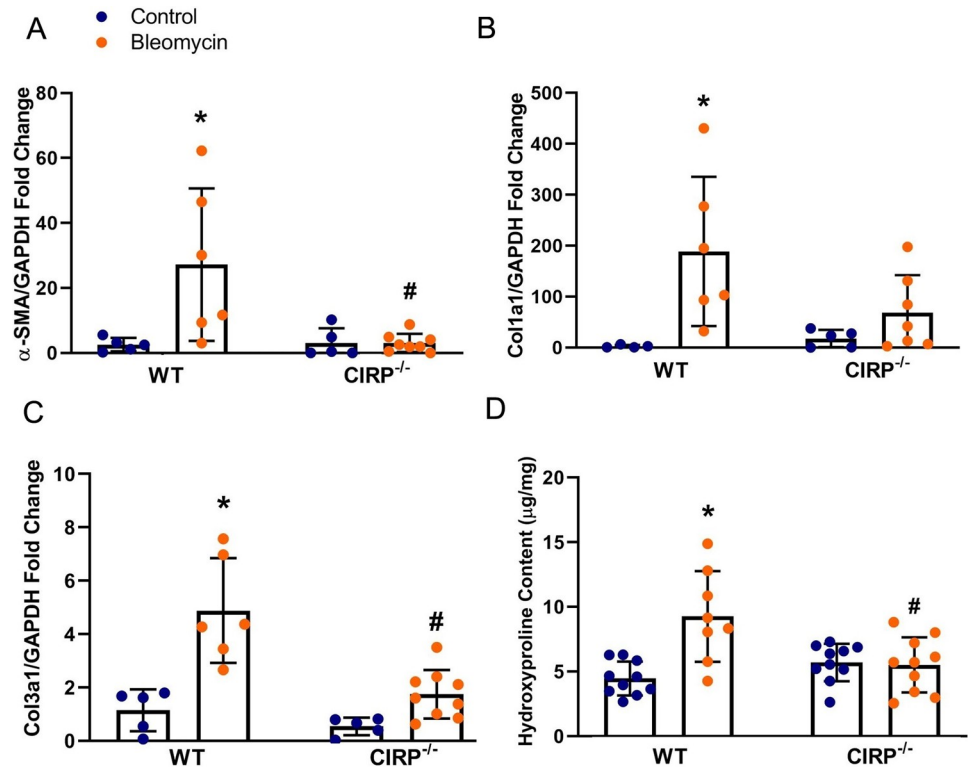 A
Control
Bleomycin
B
α-SMA/GAPDH Fold Change
80
60
40
20
0
*
#
WT
CIRP-/-
Col1a1/GAPDH Fold Change
500
400
300
200
100
0
*
WT
CIRP-/-
C
Col3a1/GAPDH Fold Change
10
8
6
4
2
0
*
#
WT
CIRP-/-
D
Hydroxyproline Content (μg/mg)
20
15
10
5
0
*
#
WT
CIRP-/-